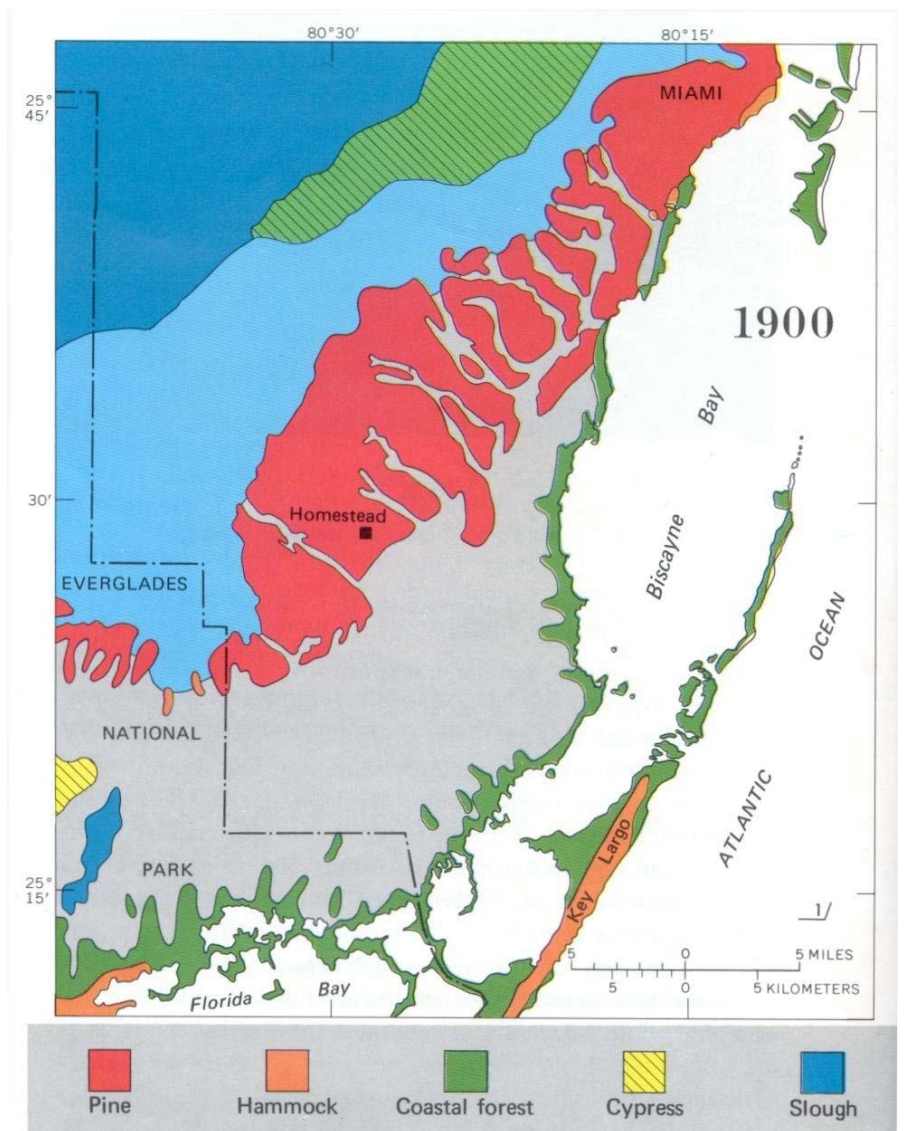 80°30′
80°15′
25°
45′
MIAMI
1900
Bay
30′
Homestead
Biscayne
EVERGLADES
OCEAN
NATIONAL
ATLANTIC
Largo
PARK
25°
15′
Key
1/
5 0 5 MILES
5 0 5 KILOMETERS
Florida Bay
Pine
Hammock
Coastal forest
Cypress
Slough